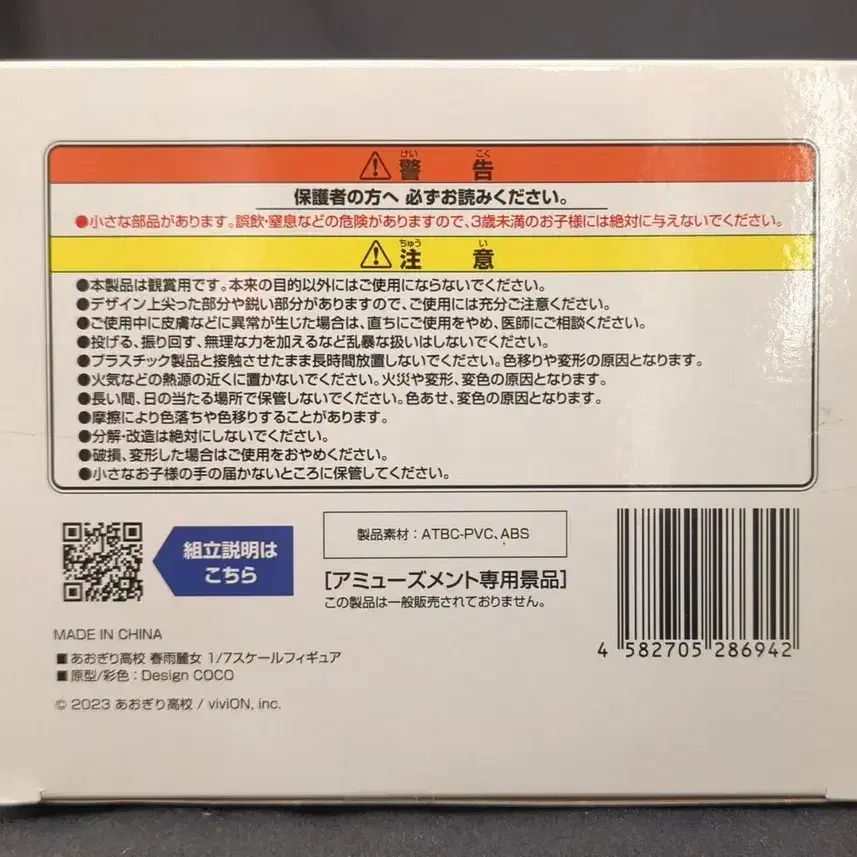 けい こく
⚠警 告
保護者の方へ 必ずお読みください。
●小さな部品があります。誤飲・窒息などの危険がありますので、3歳未満のお子様には絶対に与えないでください。
ちゅう い
⚠注 意
●本製品は観賞用です。本来の目的以外にはご使用にならないでください。
●デザイン上尖った部分や鋭い部分がありますので、ご使用には充分ご注意ください。
●ご使用中に皮膚などに異常が生じた場合は、直ちにご使用をやめ、医師にご相談ください。
●投げる、振り回す、無理な力を加えるなど乱暴な扱いはしないでください。
●プラスチック製品と接触させたまま長時間放置しないでください。色移りや変形の原因となります。
●火気などの熱源の近くに置かないでください。火災や変形、変色の原因となります。
●長い間、日の当たる場所で保管しないでください。色あせ、変色の原因となります。
●摩擦により色落ちや色移りすることがあります。
●分解・改造は絶対にしないでください。
●破損、変形した場合はご使用をおやめください。
●小さなお子様の手の届かないところに保管してください。
組立説明は
こちら
製品素材：ATBC-PVC、ABS
[アミューズメント専用景品]
この製品は一般販売されておりません。
4 582705 286942
MADE IN CHINA
■あおぎり高校 春雨麗女 1/7スケールフィギュア
■原型/彩色：Design COCO
© 2023 あおぎり高校 / viviON, inc.